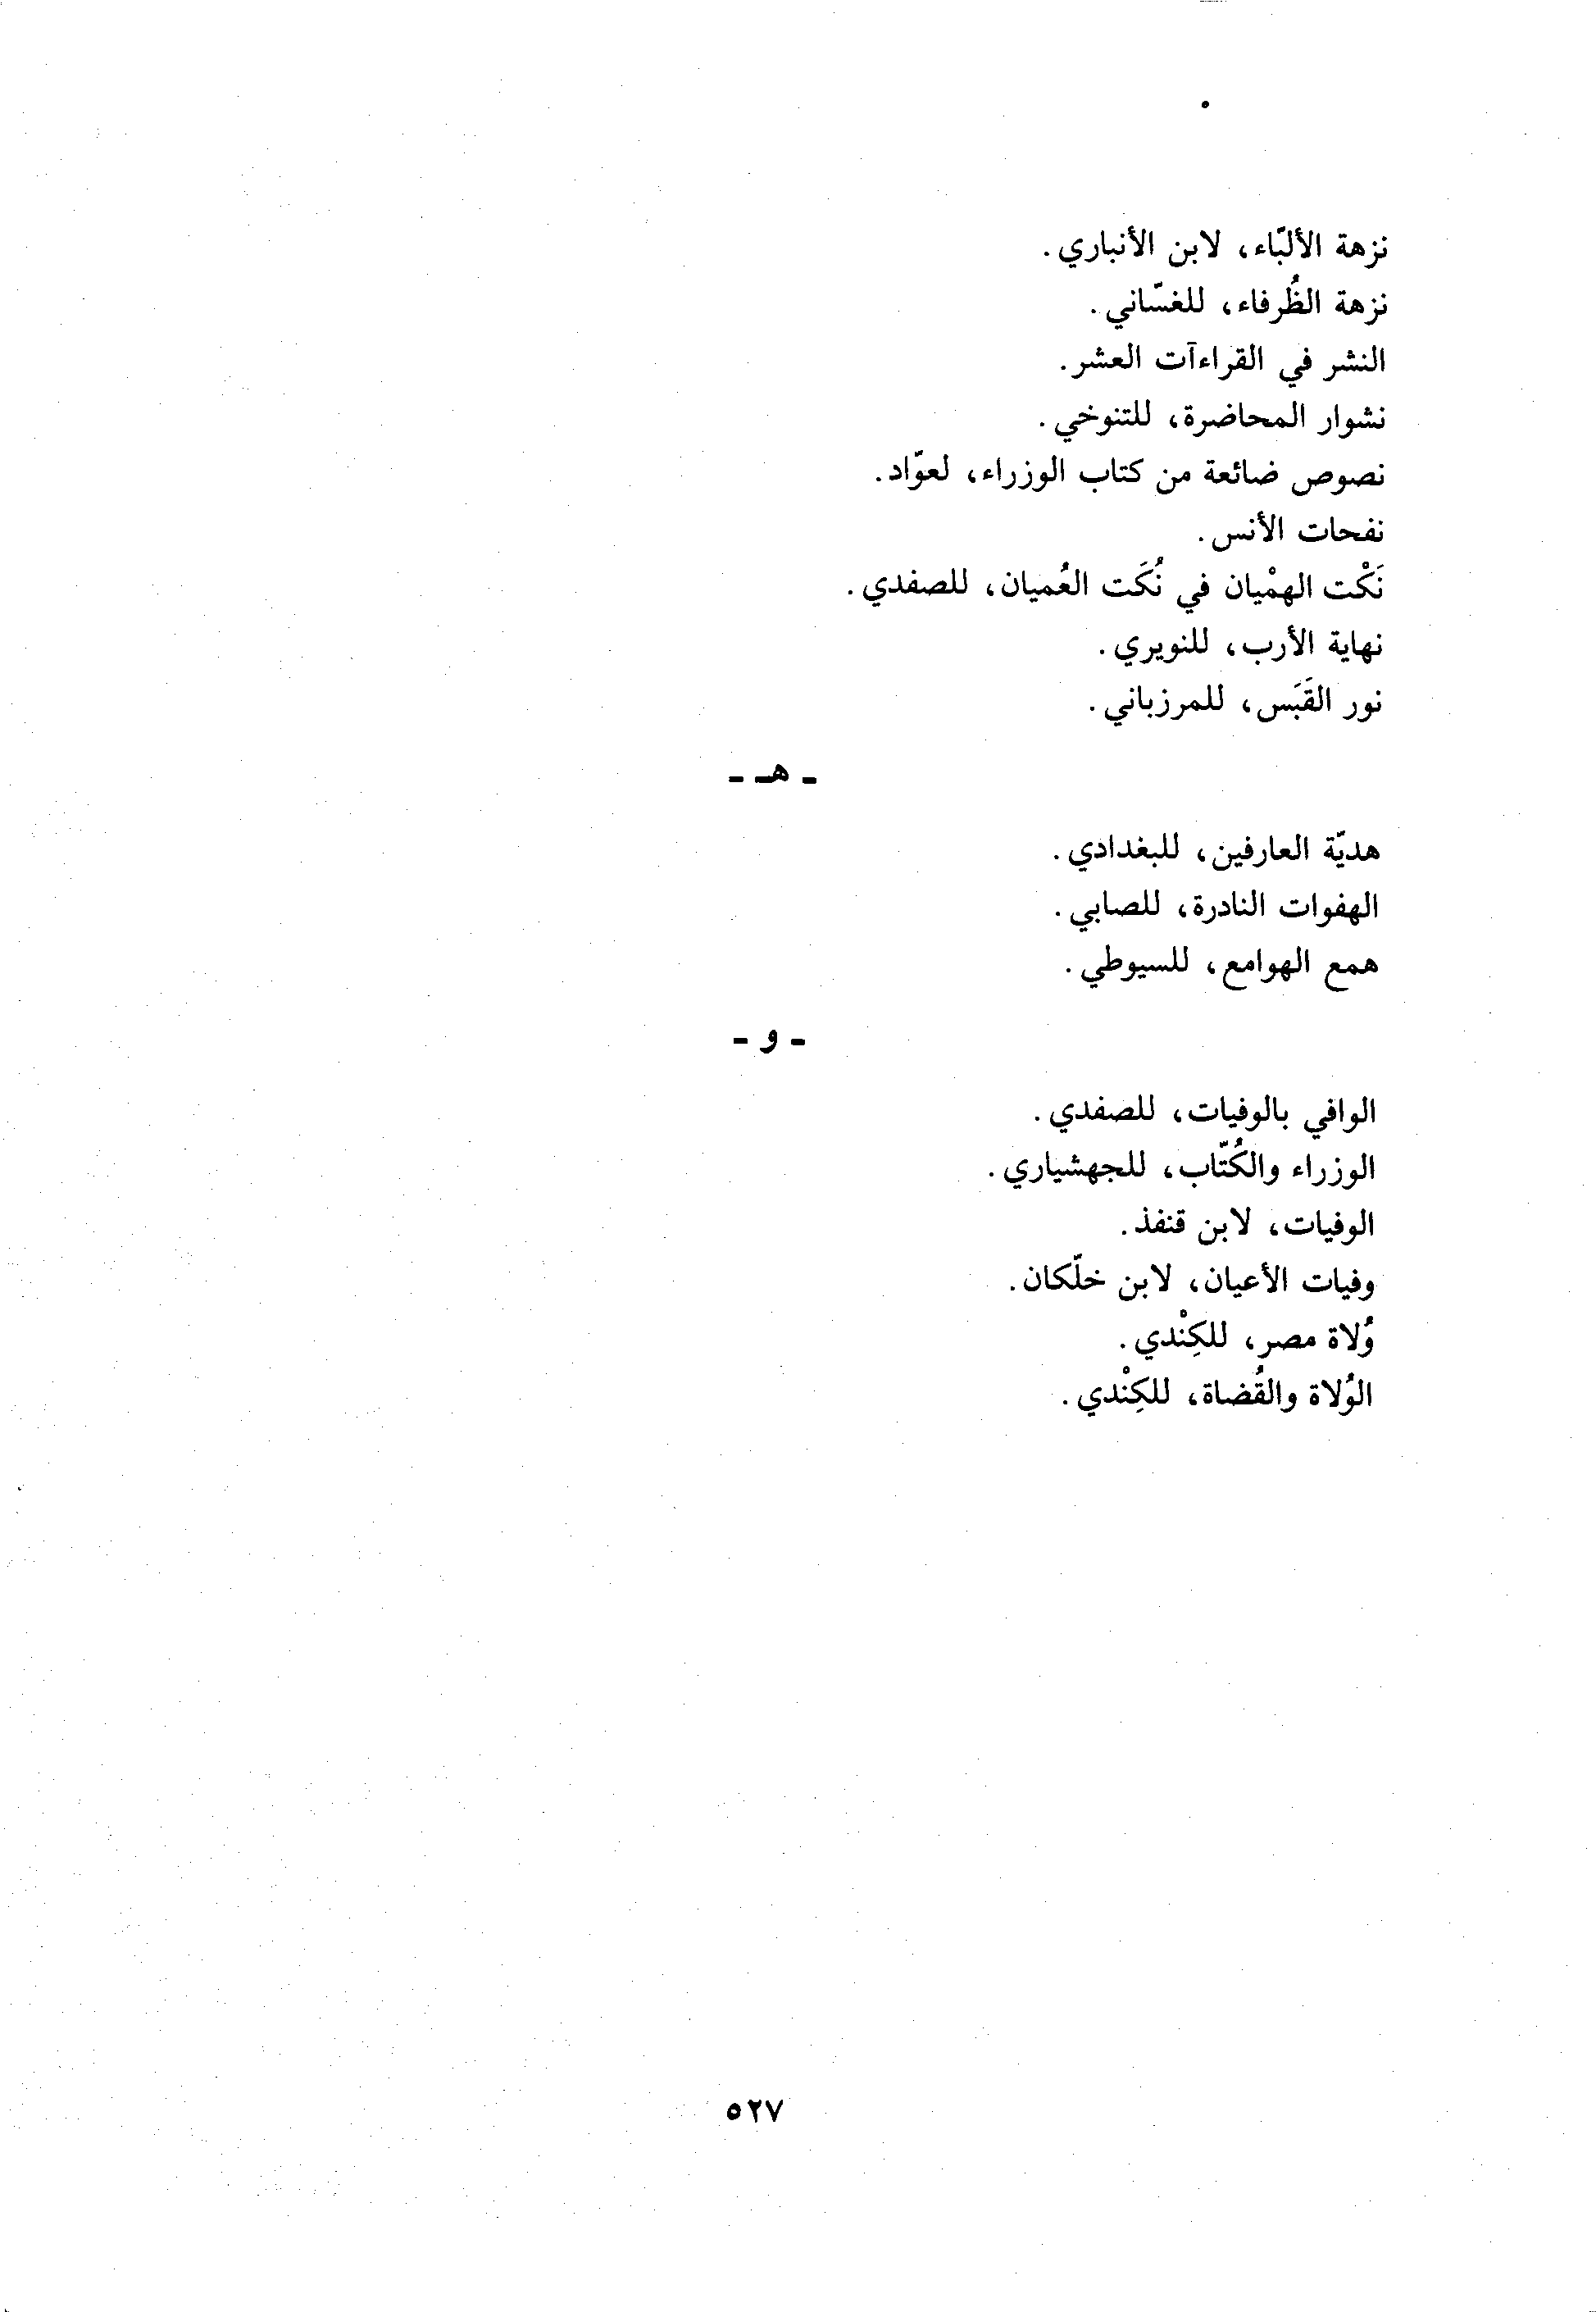 نزهة الألبّاء، لابن الأنباري.
نزهة الظُرفاء، للغسّاني.
النشر في القراءآت العشر.
نشوار المحاضرة، للتنوخي.
نصوص ضائعة من كتاب الوزراء، لعوّاد.
نفحات الأنس.
نَكْت الهمْيان في نُكَت العُميان، للصفدي.
نهاية الأرب، للنويري.
نور القَبَس، للمرزباني.
- هـ -
هديّة العارفين، للبغدادي.
الهفوات النادرة، للصابي.
همع الهوامع، للسيوطي.
- و -
الوافي بالوفيات، للصفدي.
الوزراء والكُتّاب، للجهشياري.
الوفيات، لابن قنفذ.
وفيات الأعيان، لابن خلّكان.
وُلاة مصر، للكِنْدي.
الوُلاة والقُضاة، للكِنْدي.
٥٢٧